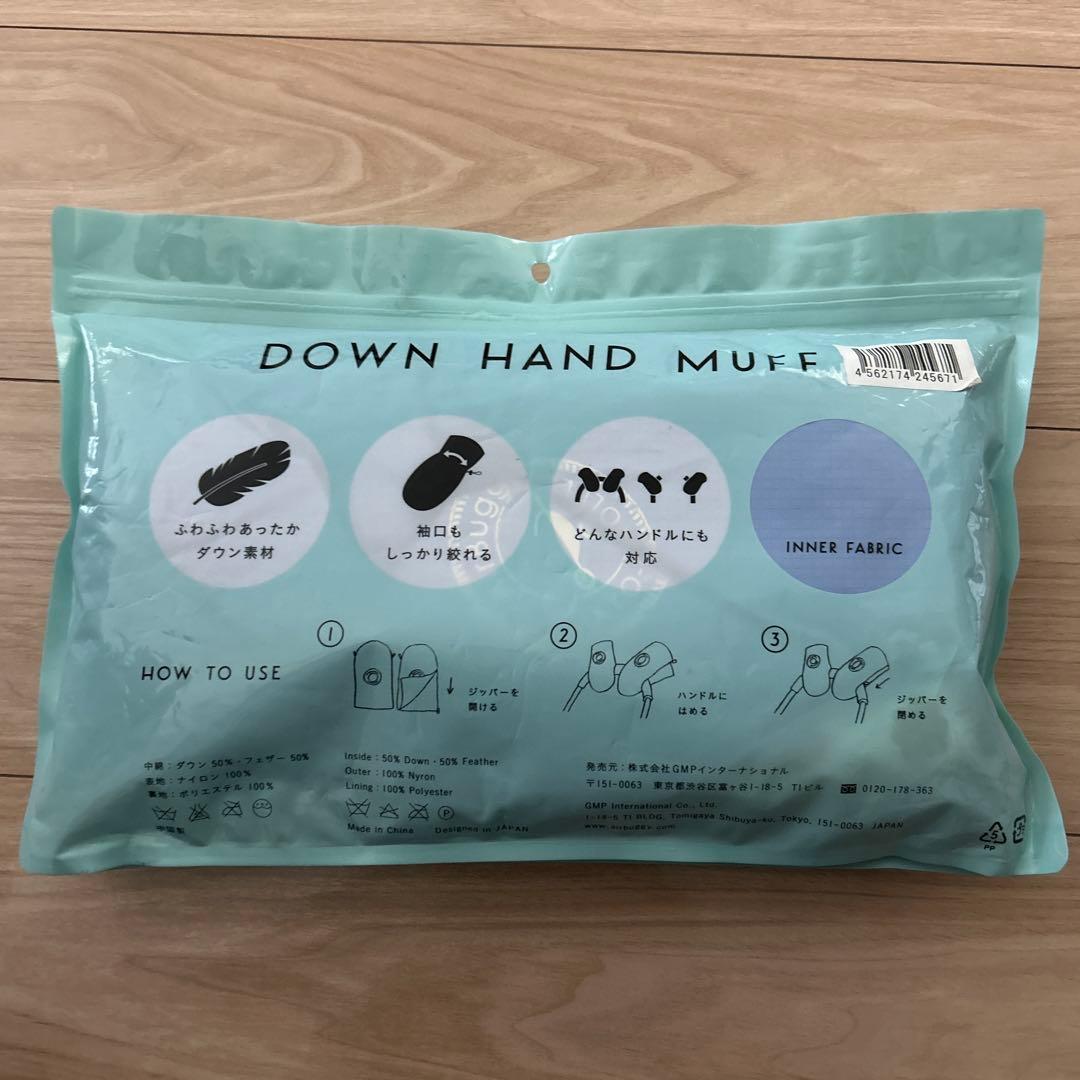 DOWN HAND MUFF
4 562174 245671
ふわふわあったか
ダウン素材
袖口も
しっかり絞れる
どんなハンドルにも
対応
INNER FABRIC
HOW TO USE
1
ジッパーを
開ける
2
ハンドルに
はめる
3
ジッパーを
閉める
中綿：ダウン 50%・フェザー 50%
表地：ナイロン 100%
裏地：ポリエステル 100%
中国製
Inside : 50% Down・50% Feather
Outer : 100% Nyron
Lining : 100% Polyester
P
Made in China Designed in JAPAN
発売元：株式会社GMPインターナショナル
〒151-0063 東京都渋谷区富ヶ谷1-18-5 T1ビル 0120-178-363
GMP International Co., Ltd.
1-18-5 T1 BLDG, Tomigaya Shibuya-ku, Tokyo, 151-0063 JAPAN
www.airbuggy.com
5
PP